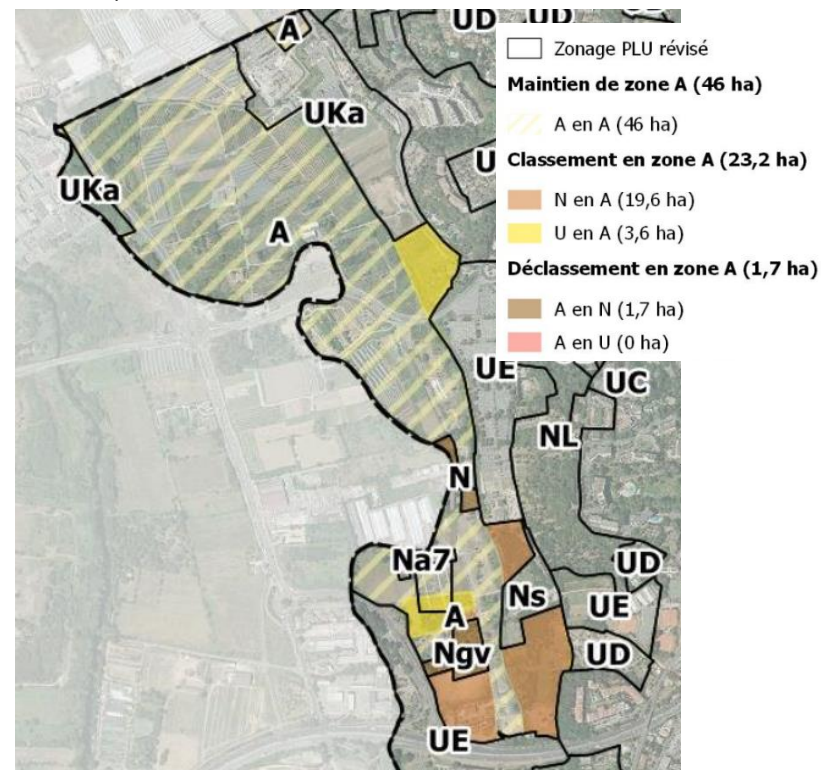 A
UD
UD
Zonage PLU révisé
Maintien de zone A (46 ha)
A en A (46 ha)
Classement en zone A (23,2 ha)
N en A (19,6 ha)
U en A (3,6 ha)
Déclassement en zone A (1,7 ha)
A en N (1,7 ha)
A en U (0 ha)
UKa
U
UKa
A
UE
UC
NL
N
Na7
UD
Ns
UE
A
Ngv
UD
UE